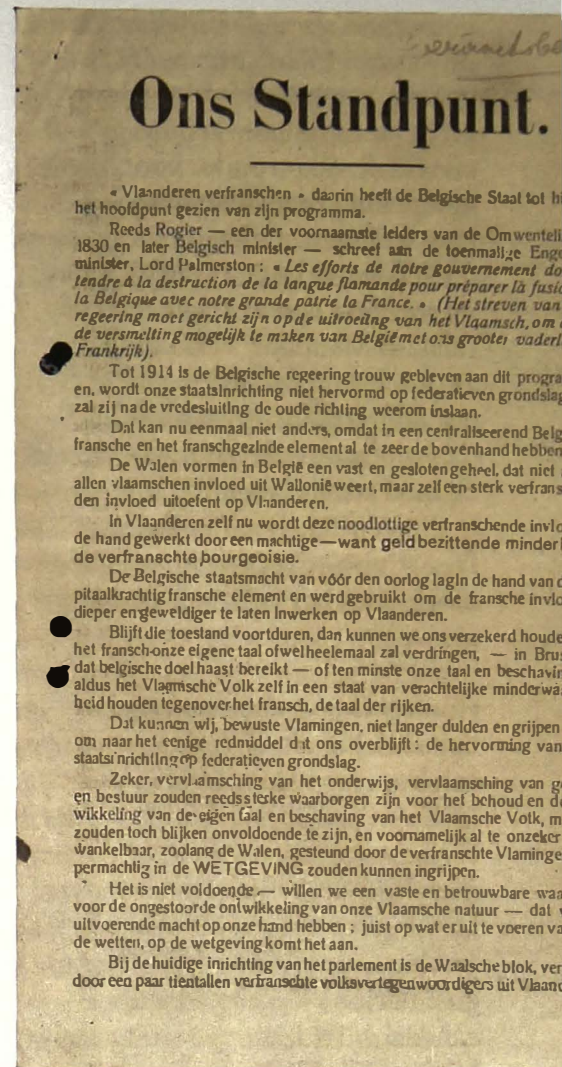 Ons Standpunt.
« Vlaanderen verfranschen » daarin heeft de Belgische Staat tot hi
het hoofdpunt gezien van zijn programma.
Reeds Rogier — een der voornaamste leiders van de Omwenteli
1830 en later Belgisch minister — schreef aan de toenmalige Enge
minister, Lord Palmerston : « Les efforts de notre gouvernement do
tendre à la destruction de la langue flamande pour préparer là fusio
la Belgique avec notre grande patrie la France. » (Het streven van
regeering moet gericht zijn op de uitroeiing van het Vlaamsch, om
de versmelting mogelijk te maken van België met ons grooter vaderl
Frankrijk).
Tot 1914 is de Belgische regeering trouw gebleven aan dit progra
en, wordt onze staatsinrichting niet hervormd op federatieven grondslag
zal zij na de vredesluiting de oude richting weerom inslaan.
Dat kan nu eenmaal niet anders, omdat in een centraliseerend Belg
fransche en het franschgezinde element al te zeer de bovenhand hebben
De Walen vormen in België een vast en gesloten geheel, dat niet
allen vlaamschen invloed uit Wallonië weert, maar zelf een sterk verfrans
den invloed uitoefent op Vlaanderen.
In Vlaanderen zelf nu wordt deze noodlottige verfranschende invlo
de hand gewerkt door een machtige — want geld bezittende minderh
de verfranschte bourgeoisie.
De Belgische staatsmacht van vóór den oorlog lag in de hand van d
pitaalkrachtig fransche element en werd gebruikt om de fransche invlo
dieper en geweldiger te laten inwerken op Vlaanderen.
Blijft die toestand voortduren, dan kunnen we ons verzekerd houde
het fransch onze eigene taal ofwel heelemaal zal verdringen, — in Brus
dat belgische doel haast bereikt — of ten minste onze taal en beschavin
aldus het Vlaamsche Volk zelf in een staat van verachtelijke minderwa
heid houden tegenover het fransch, de taal der rijken.
Dat kunnen wij, bewuste Vlamingen, niet langer dulden en grijpen
om naar het eenige redmiddel dat ons overblijft : de hervorming van
staatsinrichting op federatieven grondslag.
Zeker, vervlaamsching van het onderwijs, vervlaamsching van ge
en bestuur zouden reeds sterke waarborgen zijn voor het behoud en de
wikkeling van de eigen taal en beschaving van het Vlaamsche Volk, m
zouden toch blijken onvoldoende te zijn, en voornamelijk al te onzeker
wankelbaar, zoolang de Walen, gesteund door de verfranschte Vlaminge
permachtig in de WETGEVING zouden kunnen ingrijpen.
Het is niet voldoende — willen we een vaste en betrouwbare waa
voor de ongestoorde ontwikkeling van onze Vlaamsche natuur — dat
uitvoerende macht op onze hand hebben ; juist op wat er uit te voeren va
de wetten, op de wetgeving komt het aan.
Bij de huidige inrichting van het parlement is de Waalsche blok, ver
door een paar tientallen verfranschte volksvertegenwoordigers uit Vlaand